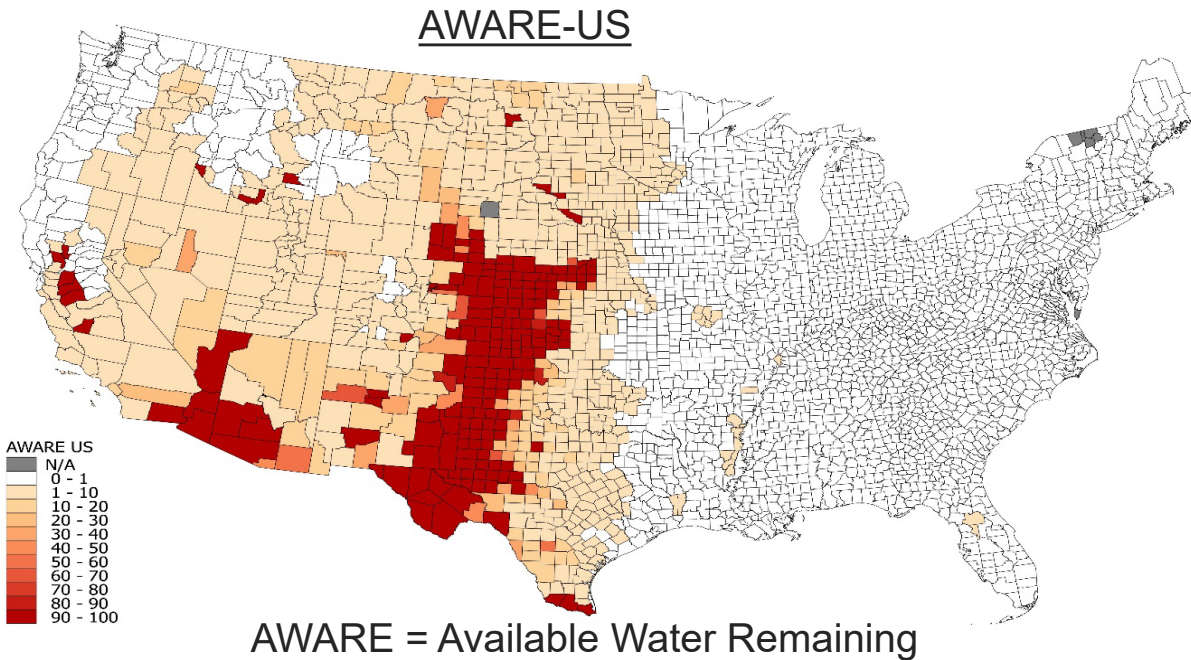 AWARE-US
AWARE US
N/A
0 - 1
1 - 10
10 - 20
20 - 30
30 - 40
40 - 50
50 - 60
60 - 70
70 - 80
80 - 90
90 - 100
AWARE = Available Water Remaining